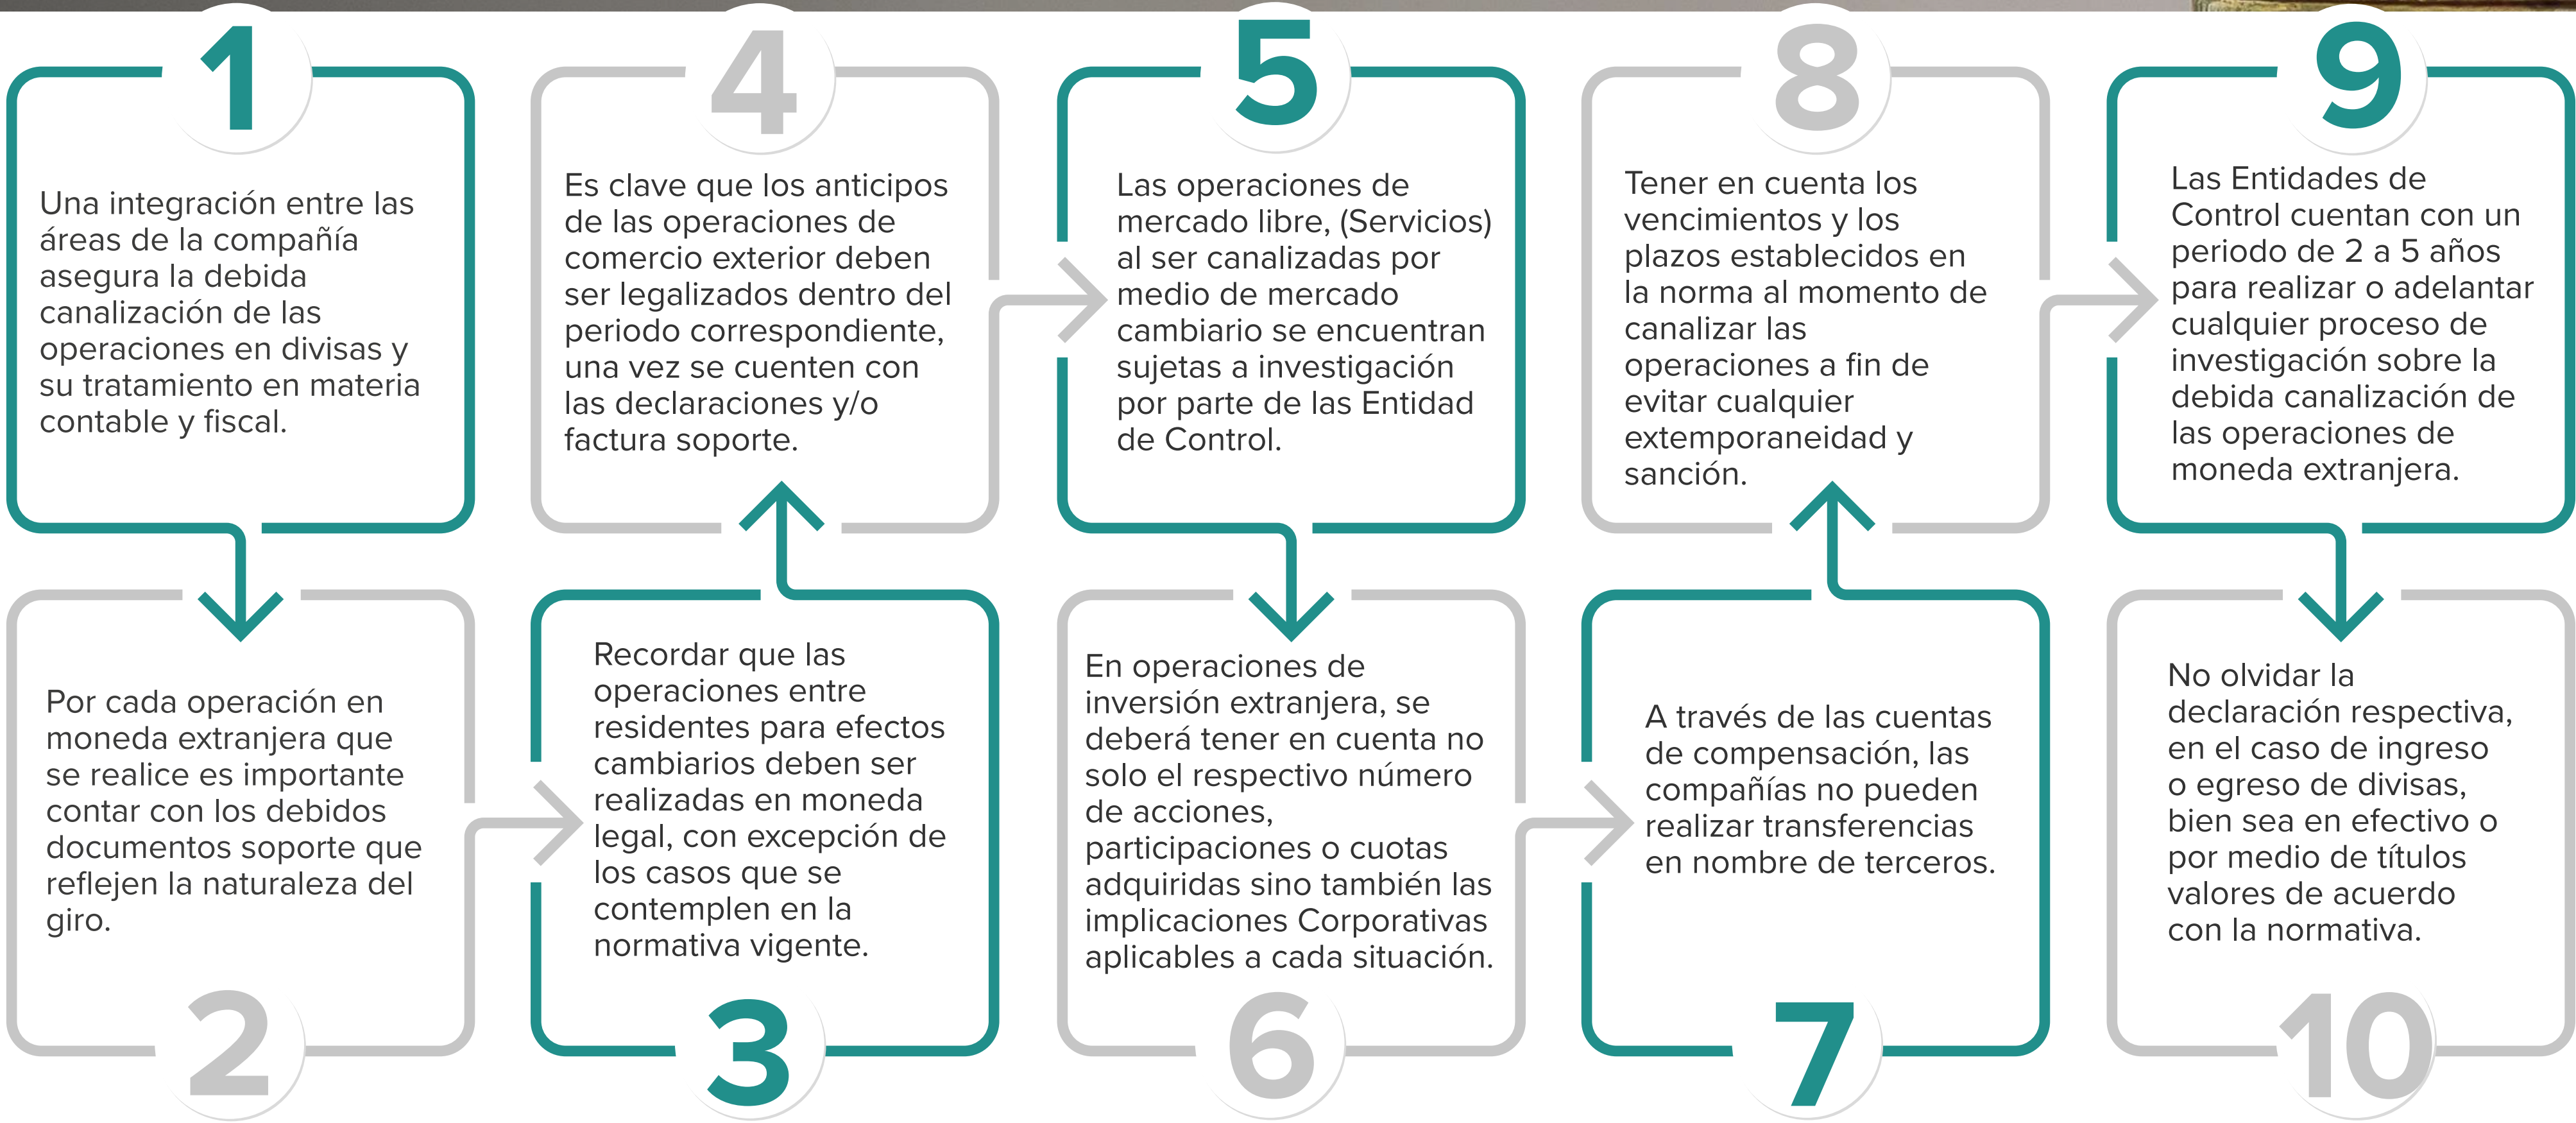 1
Una integración entre las
áreas de la compañía
asegura la debida
canalización de las
operaciones en divisas y
su tratamiento en materia
contable y fiscal.
Por cada operación en
moneda extranjera que
se realice es importante
contar con los debidos
documentos soporte que
reflejen la naturaleza del
giro.
2
Recordar que las
operaciones entre
residentes para efectos
cambiarios deben ser
realizadas en moneda
legal, con excepción de
los casos que se
contemplen en la
normativa vigente.
3
4
Es clave que los anticipos
de las operaciones de
comercio exterior deben
ser legalizados dentro del
periodo correspondiente,
una vez se cuenten con
las declaraciones y/o
factura soporte.
5
Las operaciones de
mercado libre, (Servicios)
al ser canalizadas por
medio de mercado
cambiario se encuentran
sujetas a investigación
por parte de las Entidad
de Control.
En operaciones de
inversión extranjera, se
deberá tener en cuenta no
solo el respectivo número
de acciones,
participaciones o cuotas
adquiridas sino también las
implicaciones Corporativas
aplicables a cada situación.
6
A través de las cuentas
de compensación, las
compañías no pueden
realizar transferencias
en nombre de terceros.
7
8
Tener en cuenta los
vencimientos y los
plazos establecidos en
la norma al momento de
canalizar las
operaciones a fin de
evitar cualquier
extemporaneidad y
sanción.
9
Las Entidades de
Control cuentan con un
periodo de 2 a 5 años
para realizar o adelantar
cualquier proceso de
investigación sobre la
debida canalización de
las operaciones de
moneda extranjera.
No olvidar la
declaración respectiva,
en el caso de ingreso
o egreso de divisas,
bien sea en efectivo o
por medio de títulos
valores de acuerdo
con la normativa.
10